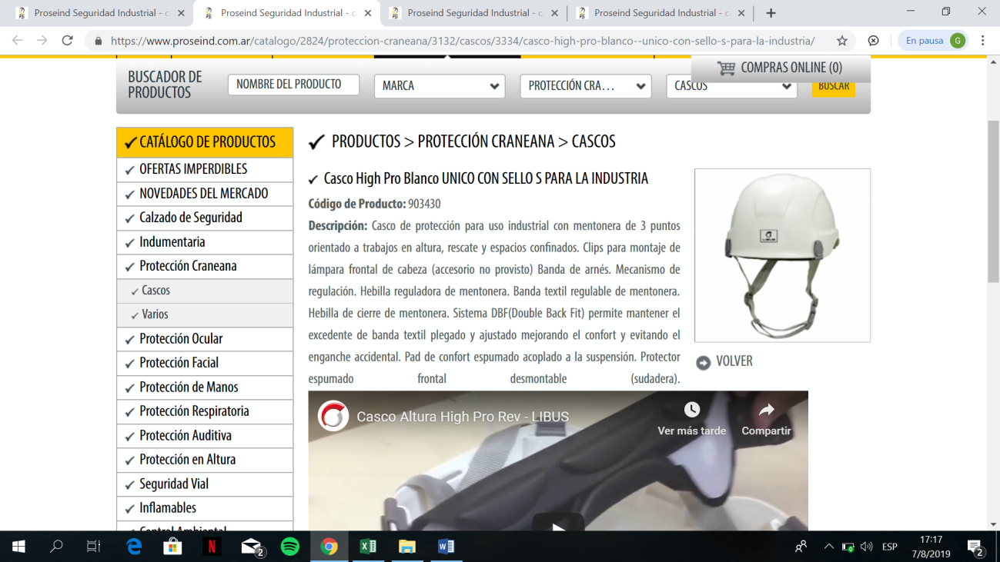 Proseind Seguridad Industrial - c
Proseind Seguridad Industrial - c
Proseind Seguridad Industrial - c
Proseind Seguridad Industrial - c
https://www.proseind.com.ar/catalogo/2824/proteccion-craneana/3132/cascos/3334/casco-high-pro-blanco--unico-con-sello-s-para-la-industria/
En pausa
G
COMPRAS ONLINE (0)
BUSCADOR DE
PRODUCTOS
NOMBRE DEL PRODUCTO
MARCA
PROTECCIÓN CRA...
CASCOS
BUSCAR
CATÁLOGO DE PRODUCTOS
OFERTAS IMPERDIBLES
NOVEDADES DEL MERCADO
Calzado de Seguridad
Indumentaria
Protección Craneana
Cascos
Varios
Protección Ocular
Protección Facial
Protección de Manos
Protección Respiratoria
Protección Auditiva
Protección en Altura
Seguridad Vial
Inflamables
Control Ambiental
PRODUCTOS > PROTECCIÓN CRANEANA > CASCOS
Casco High Pro Blanco UNICO CON SELLO S PARA LA INDUSTRIA
Código de Producto: 903430
Descripción: Casco de protección para uso industrial con mentonera de 3 puntos
orientado a trabajos en altura, rescate y espacios confinados. Clips para montaje de
lámpara frontal de cabeza (accesorio no provisto) Banda de arnés. Mecanismo de
regulación. Hebilla reguladora de mentonera. Banda textil regulable de mentonera.
Hebilla de cierre de mentonera. Sistema DBF(Double Back Fit) permite mantener el
excedente de banda textil plegado y ajustado mejorando el confort y evitando el
enganche accidental. Pad de confort espumado acoplado a la suspensión. Protector
espumado frontal desmontable (sudadera).
LIBUS
VOLVER
Casco Altura High Pro Rev - LIBUS
Ver más tarde
Compartir
2
ESP
17:17
7/8/2019
2